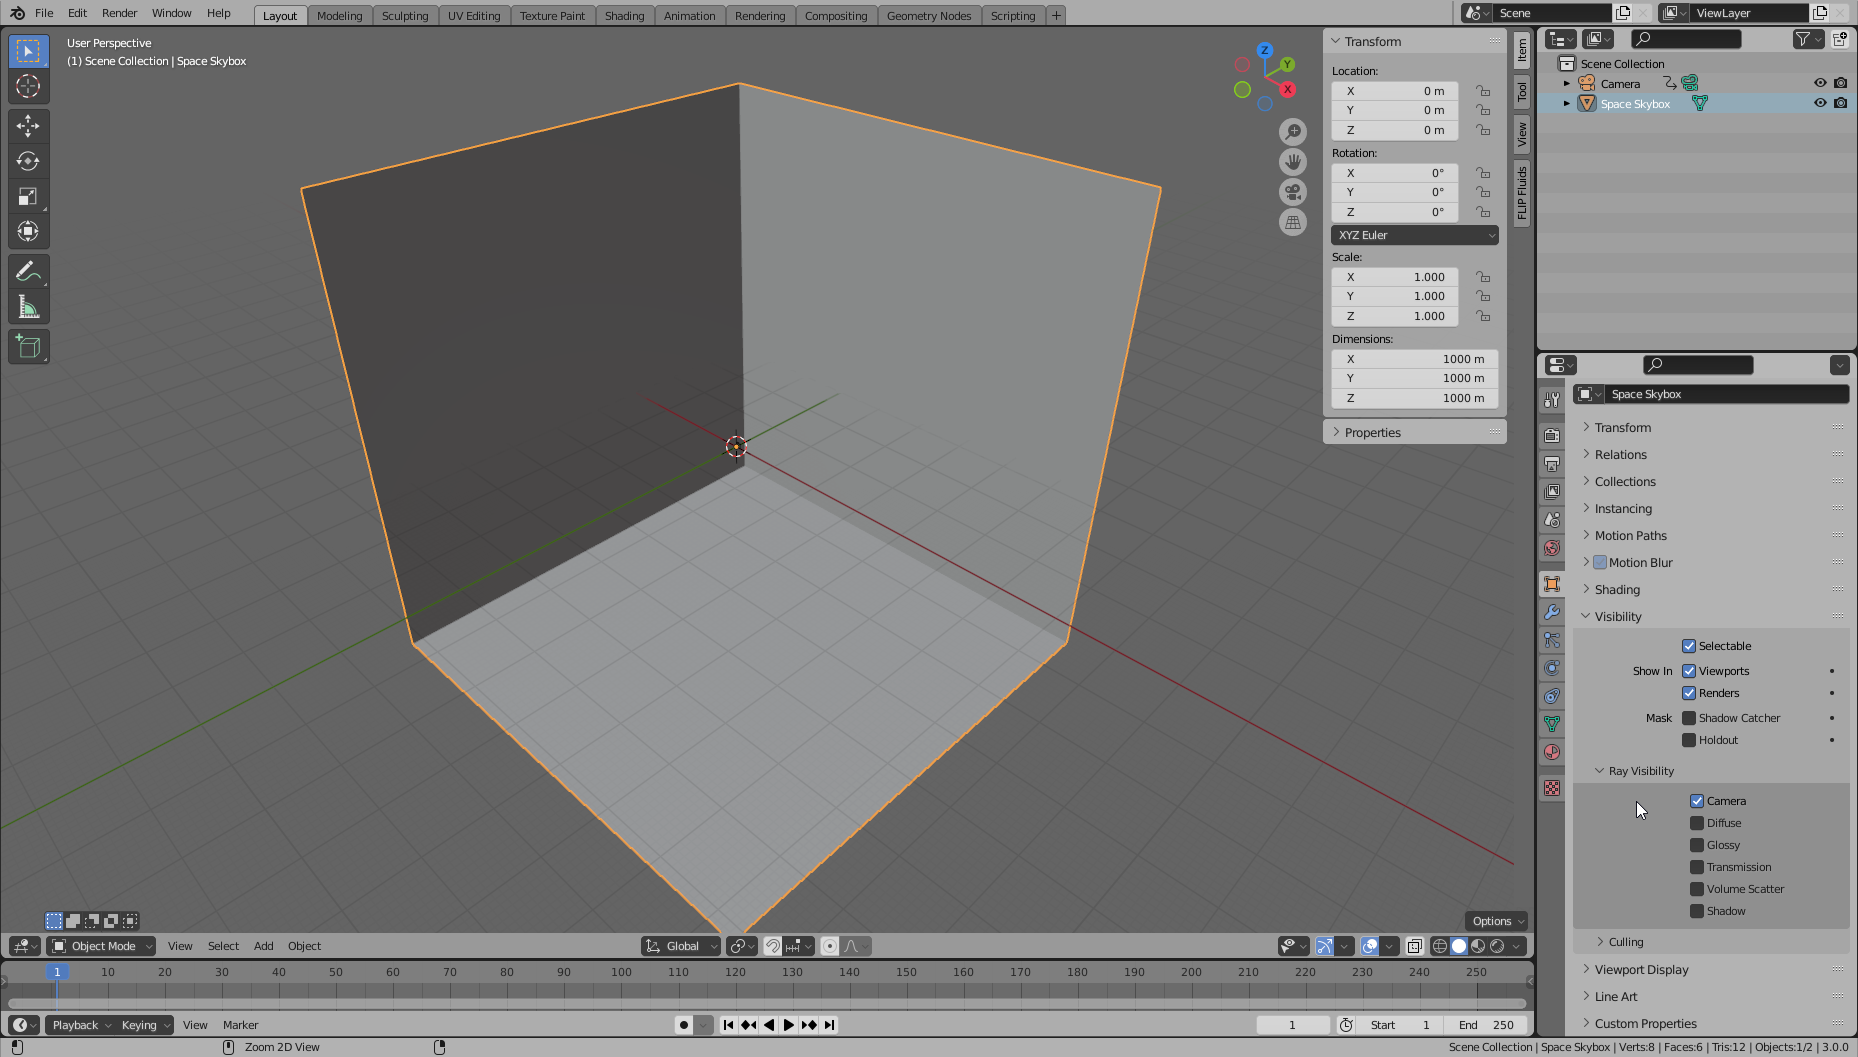 File Edit Render Window Help Layout Modeling Sculpting UV Editing Texture Paint Shading Animation Rendering Compositing Geometry Nodes Scripting + Scene ViewLayer
User Perspective
(1) Scene Collection | Space Skybox
Z
Y
X
Transform
Location:
X 0 m
Y 0 m
Z 0 m
Rotation:
X 0°
Y 0°
Z 0°
XYZ Euler
Scale:
X 1.000
Y 1.000
Z 1.000
Dimensions:
X 1000 m
Y 1000 m
Z 1000 m
Properties
Item
Tool
View
FLIP Fluids
Scene Collection
Camera
Space Skybox
Space Skybox
Transform
Relations
Collections
Instancing
Motion Paths
Motion Blur
Shading
Visibility
Selectable
Show In Viewports
Renders
Mask Shadow Catcher
Holdout
Ray Visibility
Camera
Diffuse
Glossy
Transmission
Volume Scatter
Shadow
Culling
Viewport Display
Line Art
Custom Properties
Options
Object Mode View Select Add Object Global
1 10 20 30 40 50 60 70 80 90 100 110 120 130 140 150 160 170 180 190 200 210 220 230 240 250
Playback Keying View Marker 1 Start 1 End 250
Zoom 2D View
Scene Collection | Space Skybox | Verts:8 | Faces:6 | Tris:12 | Objects:1/2 | 3.0.0